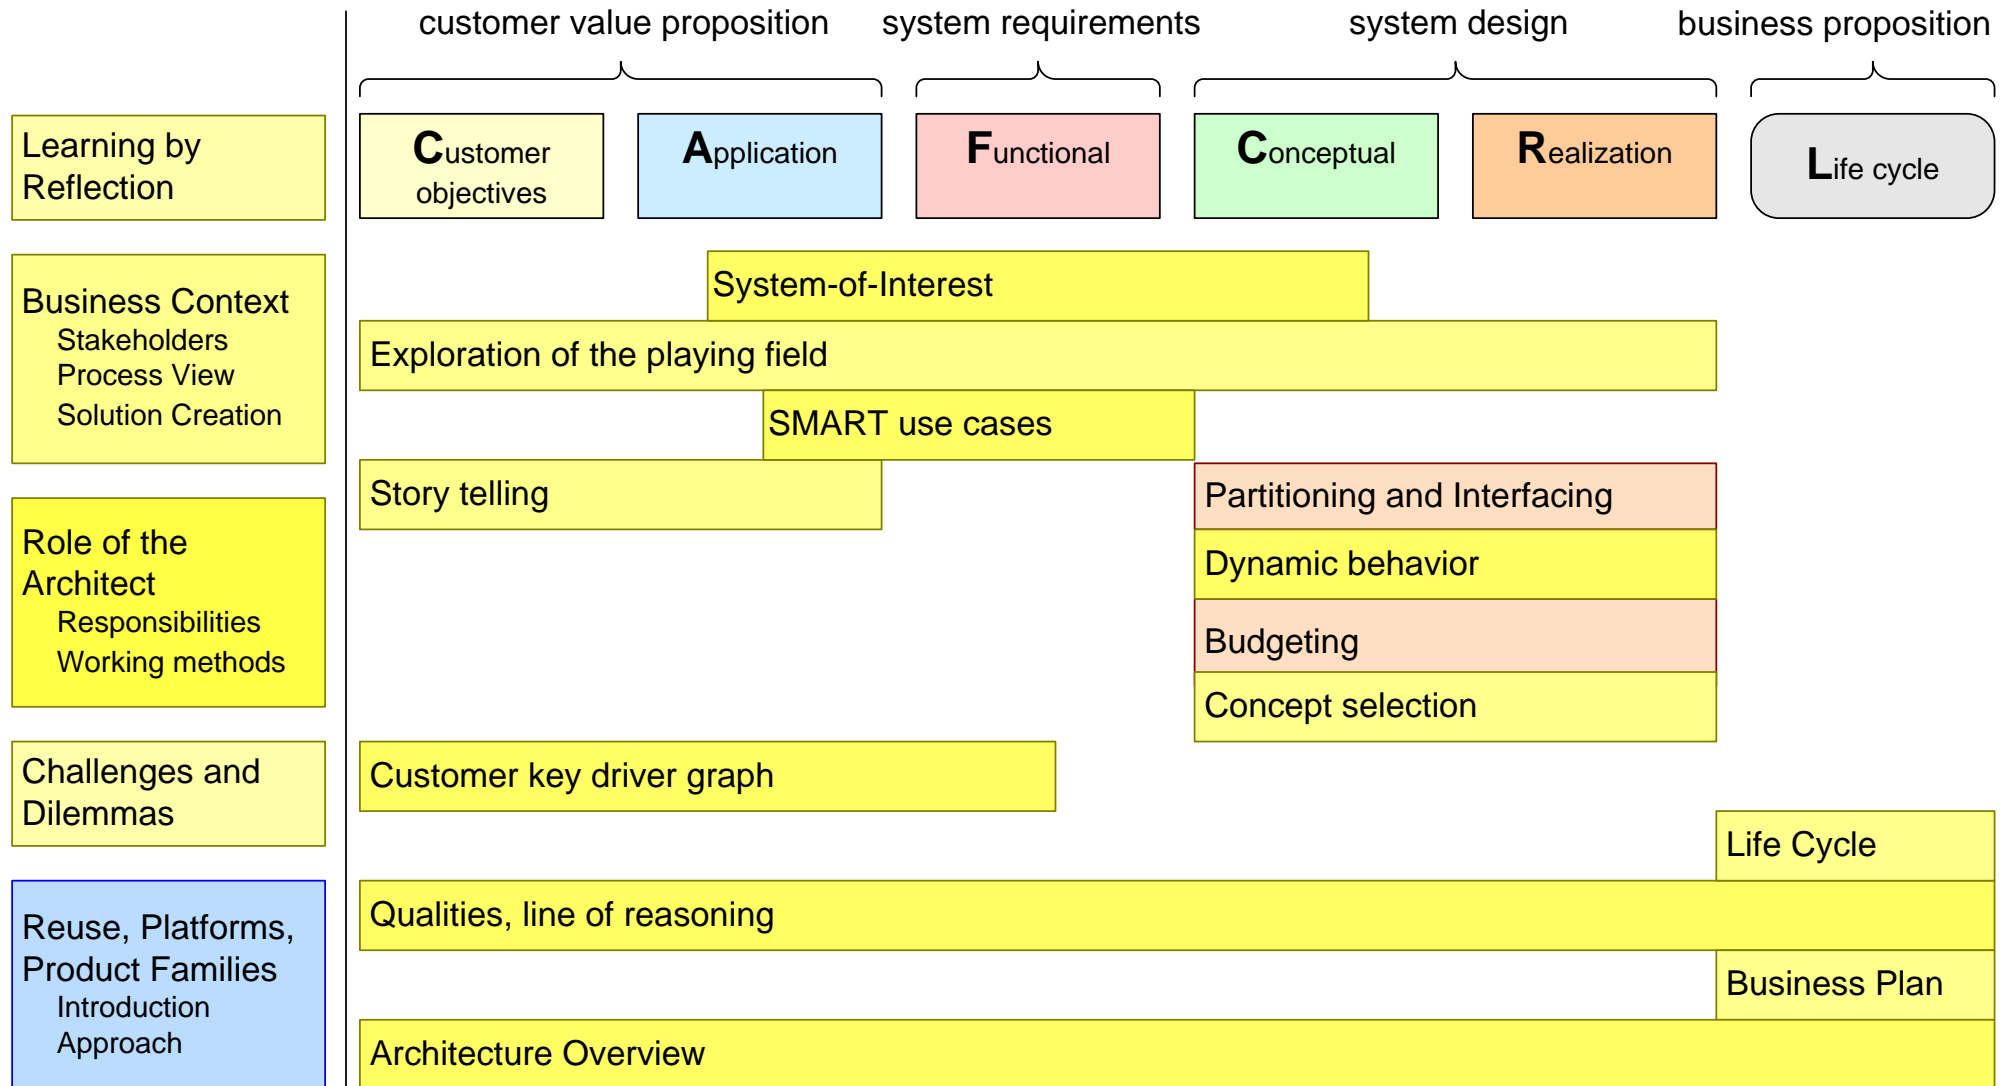 customer value proposition
system requirements
system design
business proposition
Learning by
Reflection
Customer
objectives
Application
Functional
Conceptual
Realization
Life cycle
Business Context
Stakeholders
Process View
Solution Creation
Role of the
Architect
Responsibilities
Working methods
Challenges and
Dilemmas
Reuse, Platforms,
Product Families
Introduction
Approach
System-of-Interest
Exploration of the playing field
SMART use cases
Story telling
Partitioning and Interfacing
Dynamic behavior
Budgeting
Concept selection
Customer key driver graph
Life Cycle
Qualities, line of reasoning
Business Plan
Architecture Overview